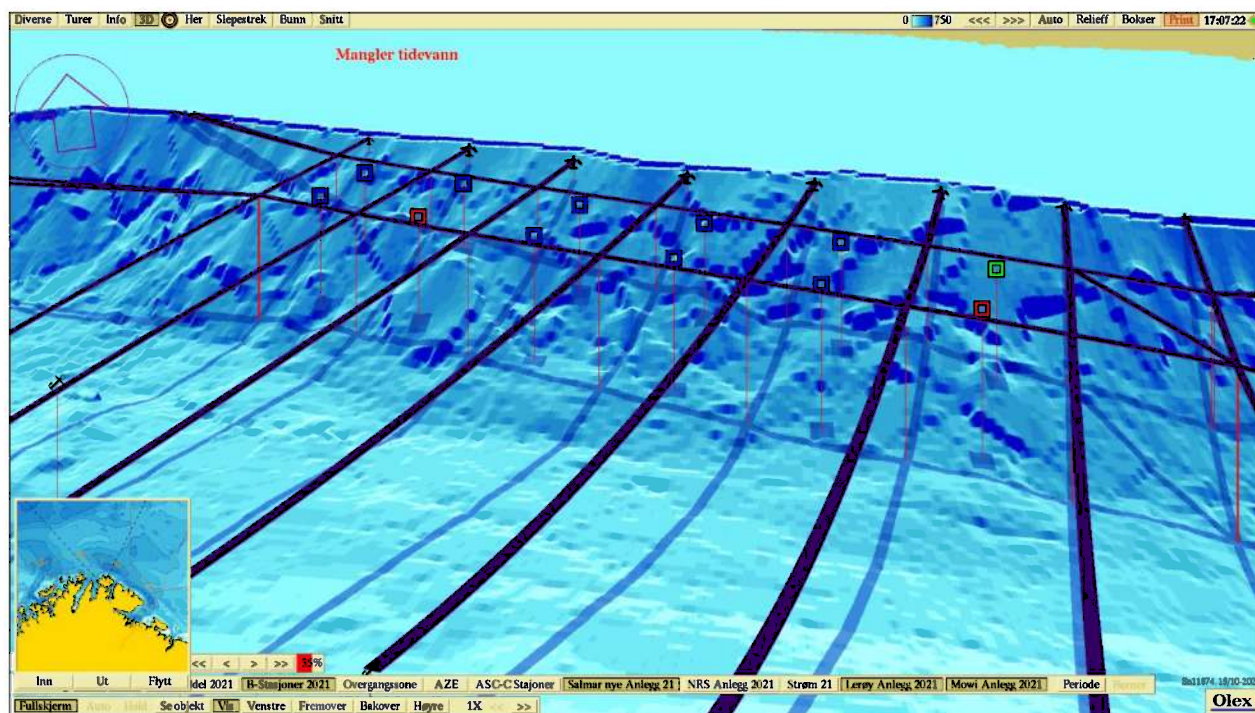 Diverse Turer Info 3D Her Slepestrek Bunn Snitt 0 750 <<< >>> Auto Relieff Bokser Print 17:07:22
Mangler tidevann
<< < > >> 35%
Inn Ut Flytt del 2021 B-Stasjoner 2021 Overgangssone AZE ASC-C Stajoner Salmar nye Anlegg 21 NRS Anlegg 2021 Strøm 21 Lerøy Anlegg 2021 Mowi Anlegg 2021 Periode
Fullskjerm Auto Hold Se objekt Vis Venstre Fremover Bakover Høyre 1X << >> Olex